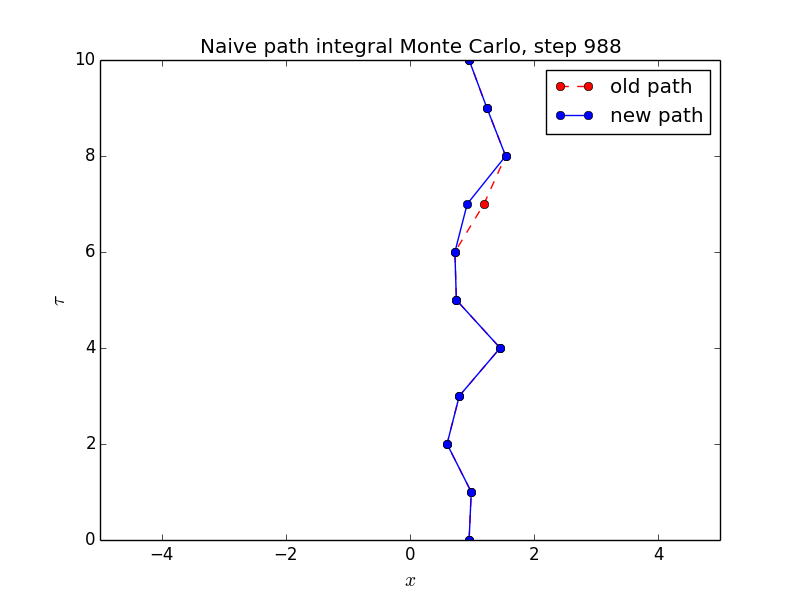 Naive path integral Monte Carlo, step 988
old path
new path
10
8
6
4
2
0
τ
−4 −2 0 2 4
x